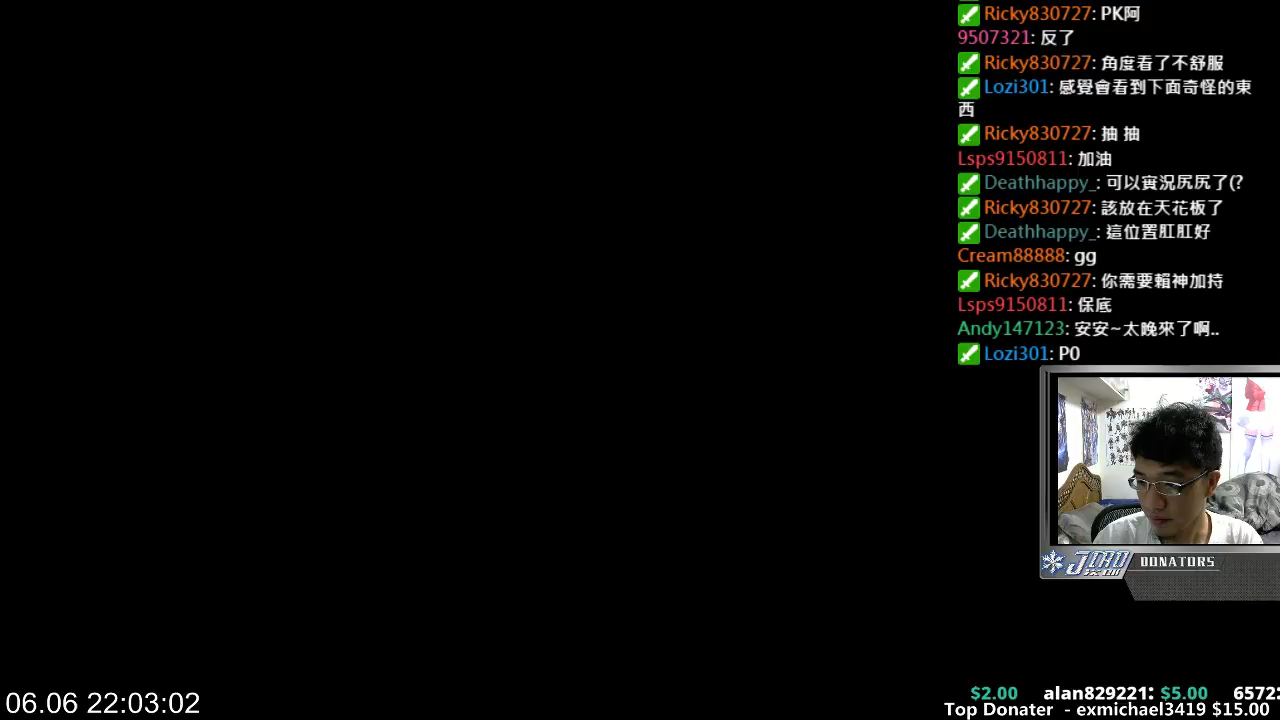 Ricky830727: PK阿
9507321: 反了
Ricky830727: 角度看了不舒服
Lozi301: 感覺會看到下面奇怪的東
西
Ricky830727: 抽 抽
Lsps9150811: 加油
Deathhappy_: 可以實況尻尻了(?
Ricky830727: 該放在天花板了
Deathhappy_: 這位置肛肛好
Cream88888: gg
Ricky830727: 你需要賴神加持
Lsps9150811: 保底
Andy147123: 安安~太晚來了啊..
Lozi301: P0
DONATORS
06.06 22:03:02
$2.00 alan829221: $5.00 6572
Top Donater - exmichael3419 $15.00